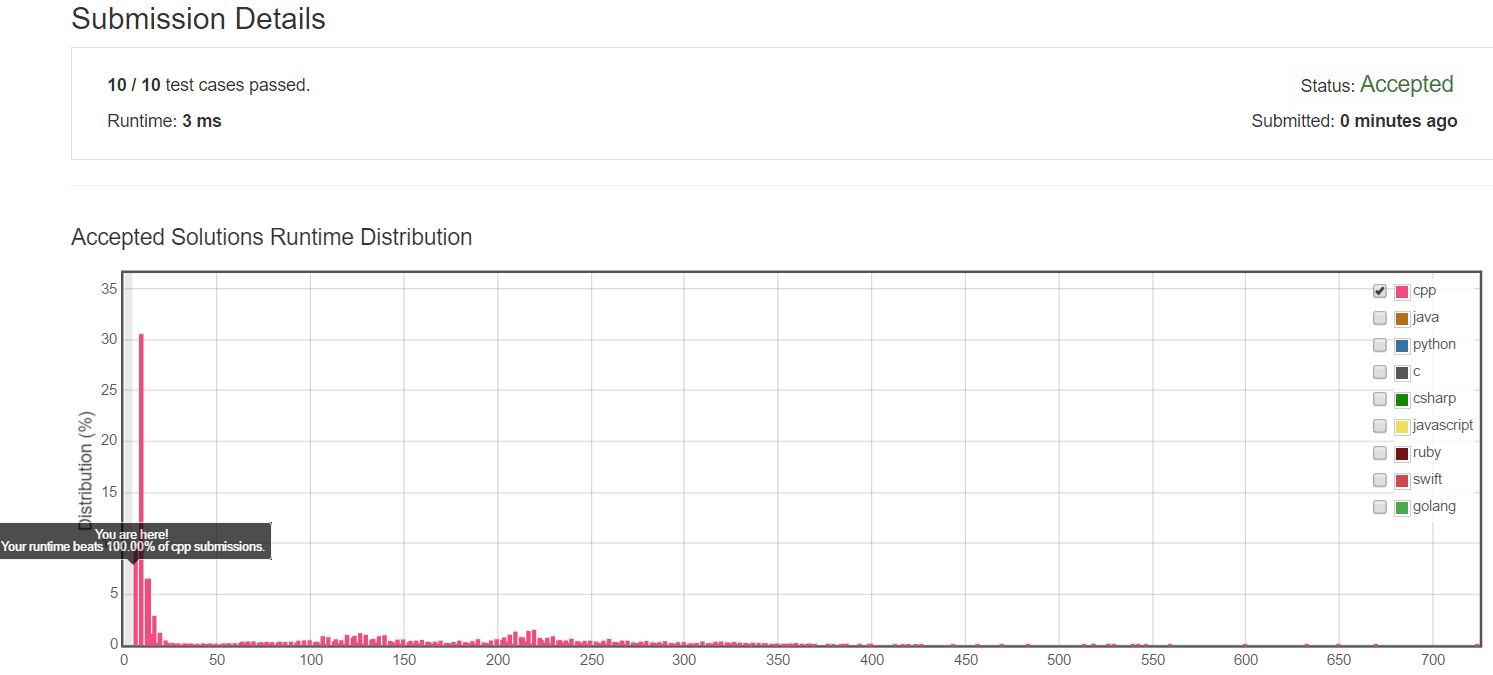 Submission Details
10 / 10 test cases passed.
Status: Accepted
Runtime: 3 ms
Submitted: 0 minutes ago
Accepted Solutions Runtime Distribution
Distribution (%)
35
30
25
20
15
5
0
You are here!
Your runtime beats 100.00% of cpp submissions.
cpp
java
python
c
csharp
javascript
ruby
swift
golang
0 50 100 150 200 250 300 350 400 450 500 550 600 650 700